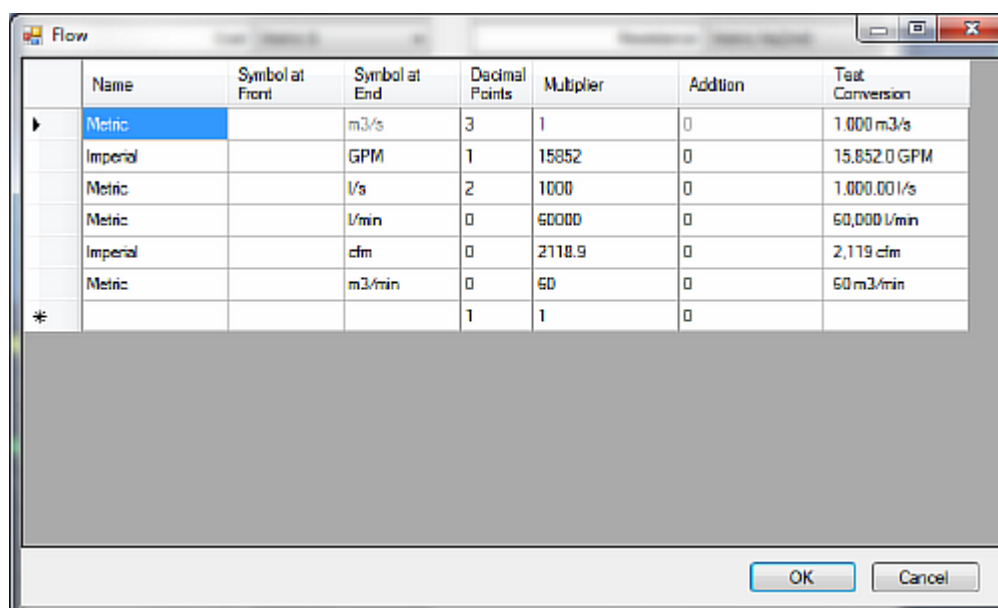 Flow
Name Symbol at Front Symbol at End Decimal Points Multiplier Addition Test Conversion
Metric m3/s 3 1 0 1.000 m3/s
Imperial GPM 1 15852 0 15,852.0 GPM
Metric l/s 2 1000 0 1,000.00 l/s
Metric l/min 0 60000 0 60,000 l/min
Imperial cfm 0 2118.9 0 2,119 cfm
Metric m3/min 0 60 0 60 m3/min
* 1 1 0
OK Cancel